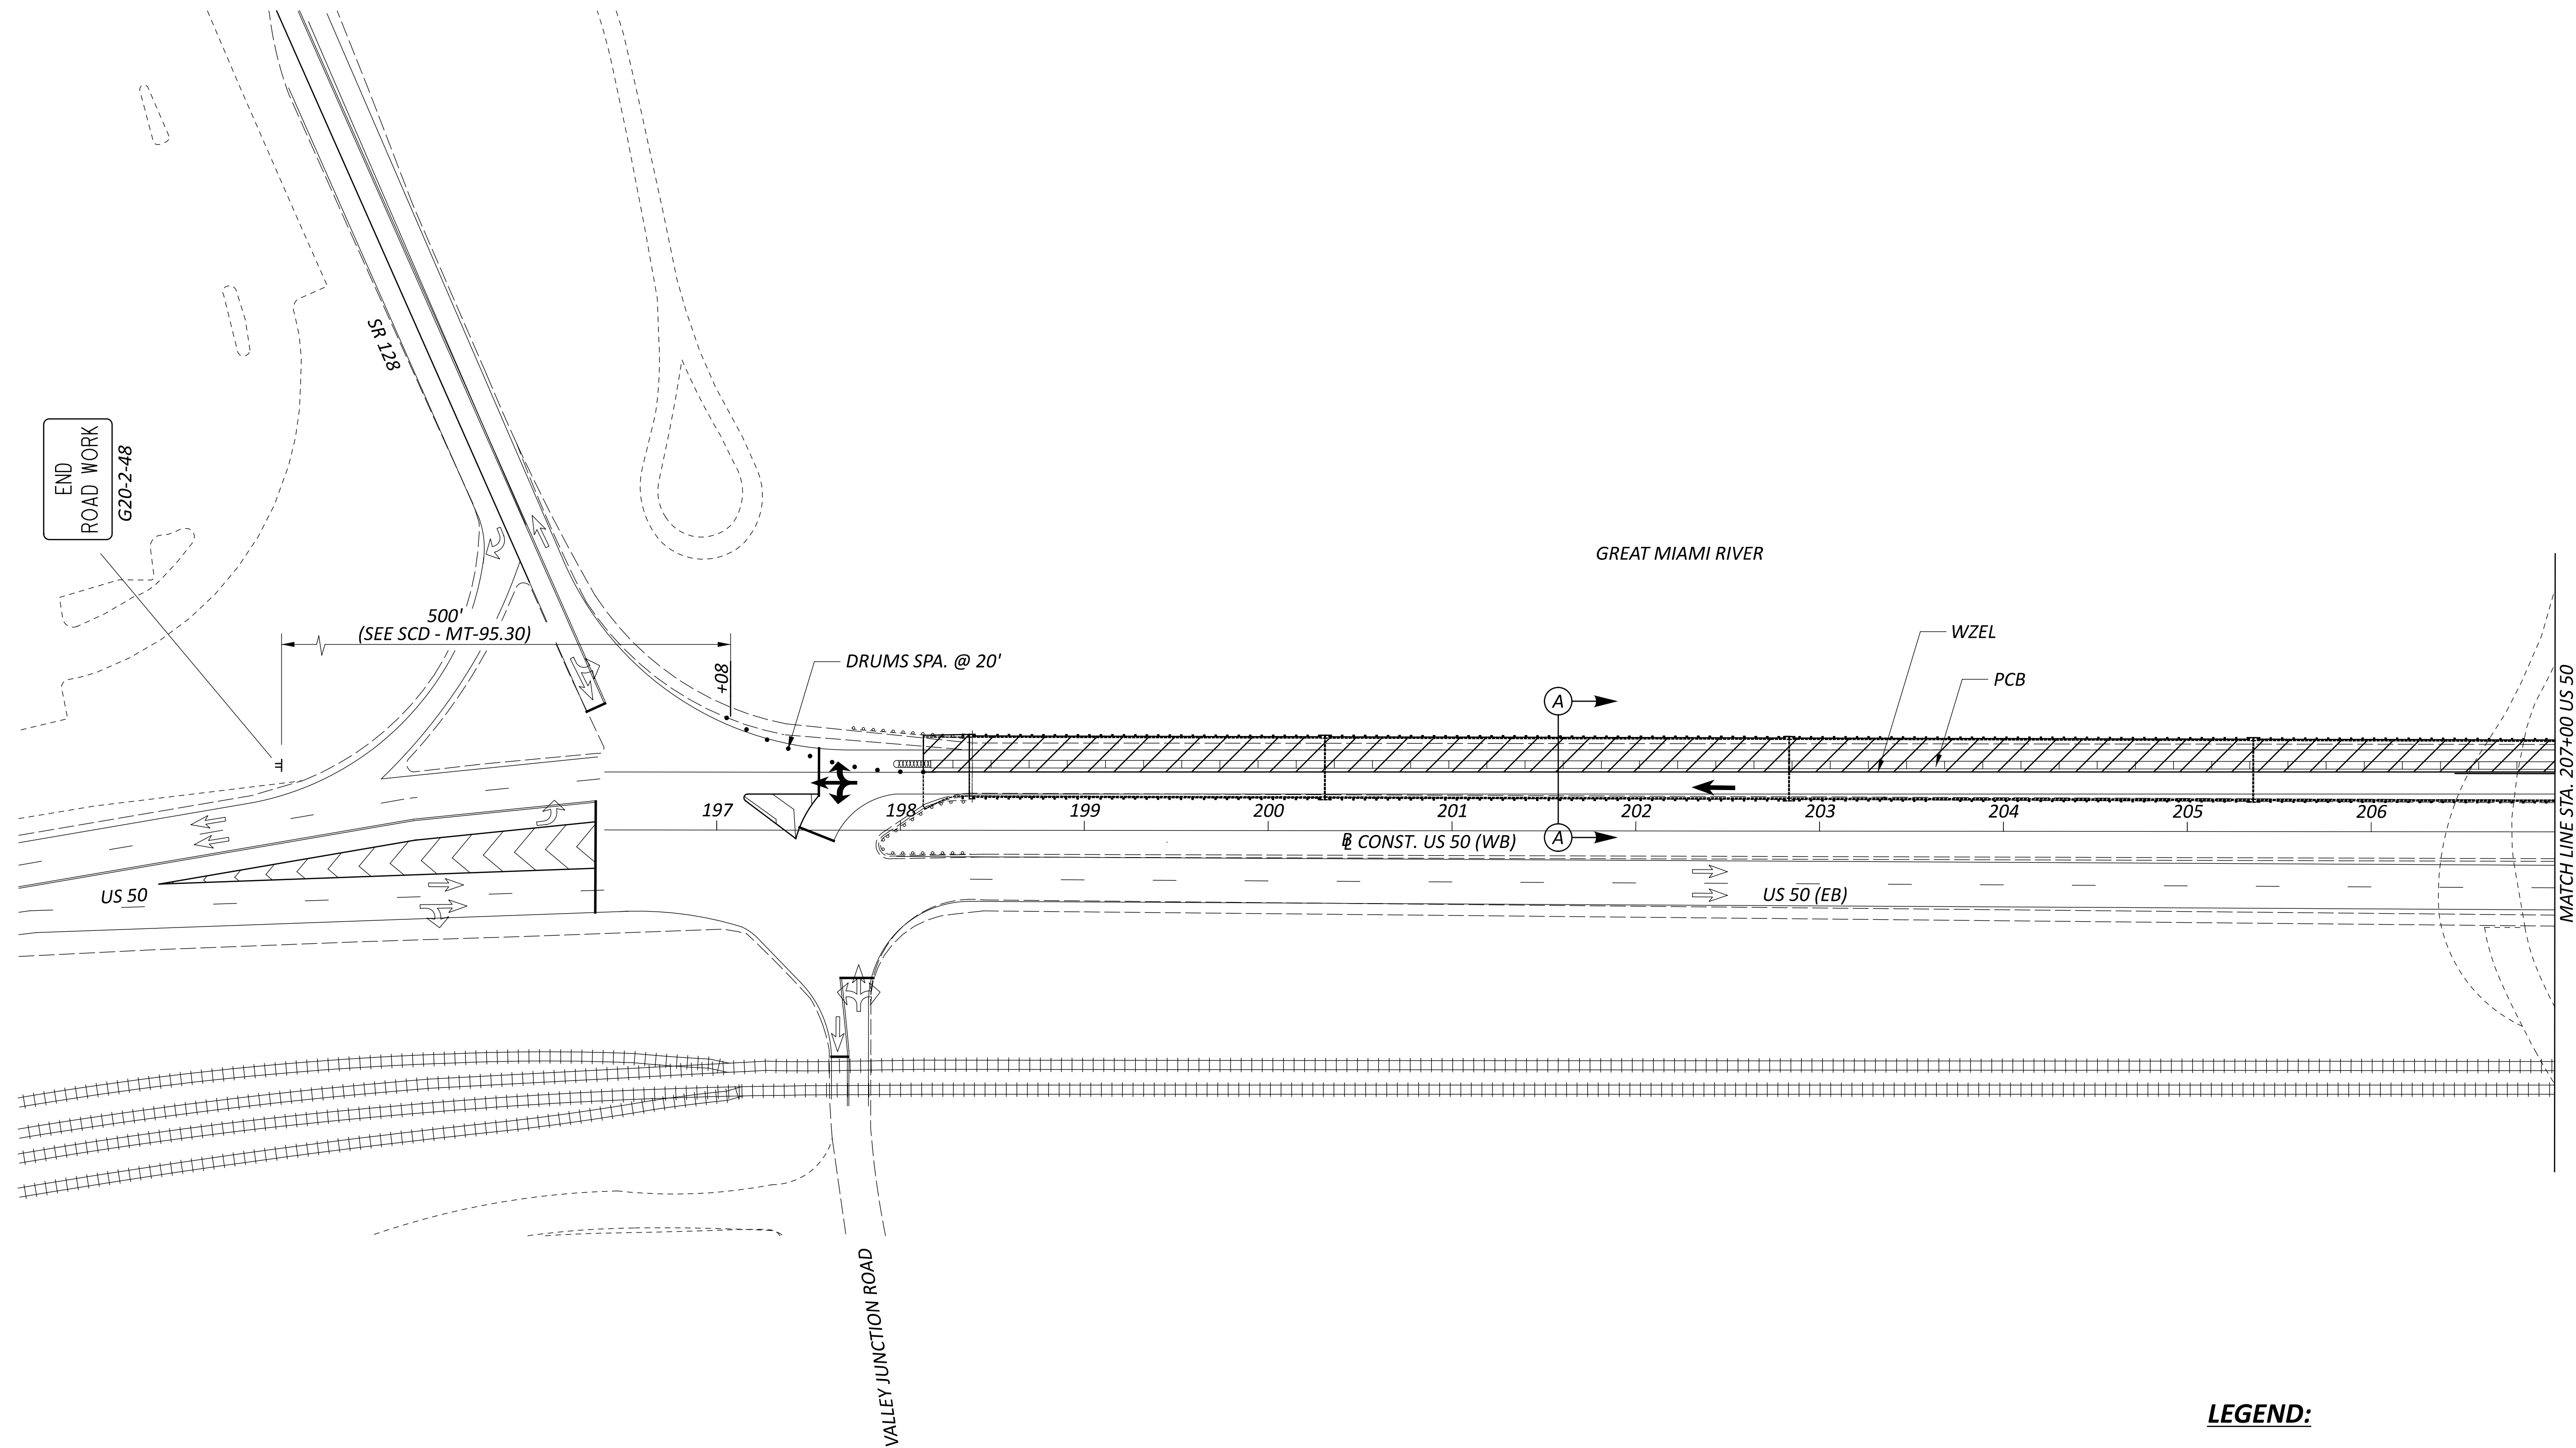 SR 128
END
ROAD WORK
G20-2-48
500'
(SEE SCD - MT-95.30)
+08
DRUMS SPA. @ 20'
GREAT MIAMI RIVER
WZEL
PCB
A
A
197 198 199 200 201 202 203 204 205 206
BL CONST. US 50 (WB)
US 50
US 50 (EB)
MATCH LINE STA. 207+00 US 50
VALLEY JUNCTION ROAD
LEGEND: